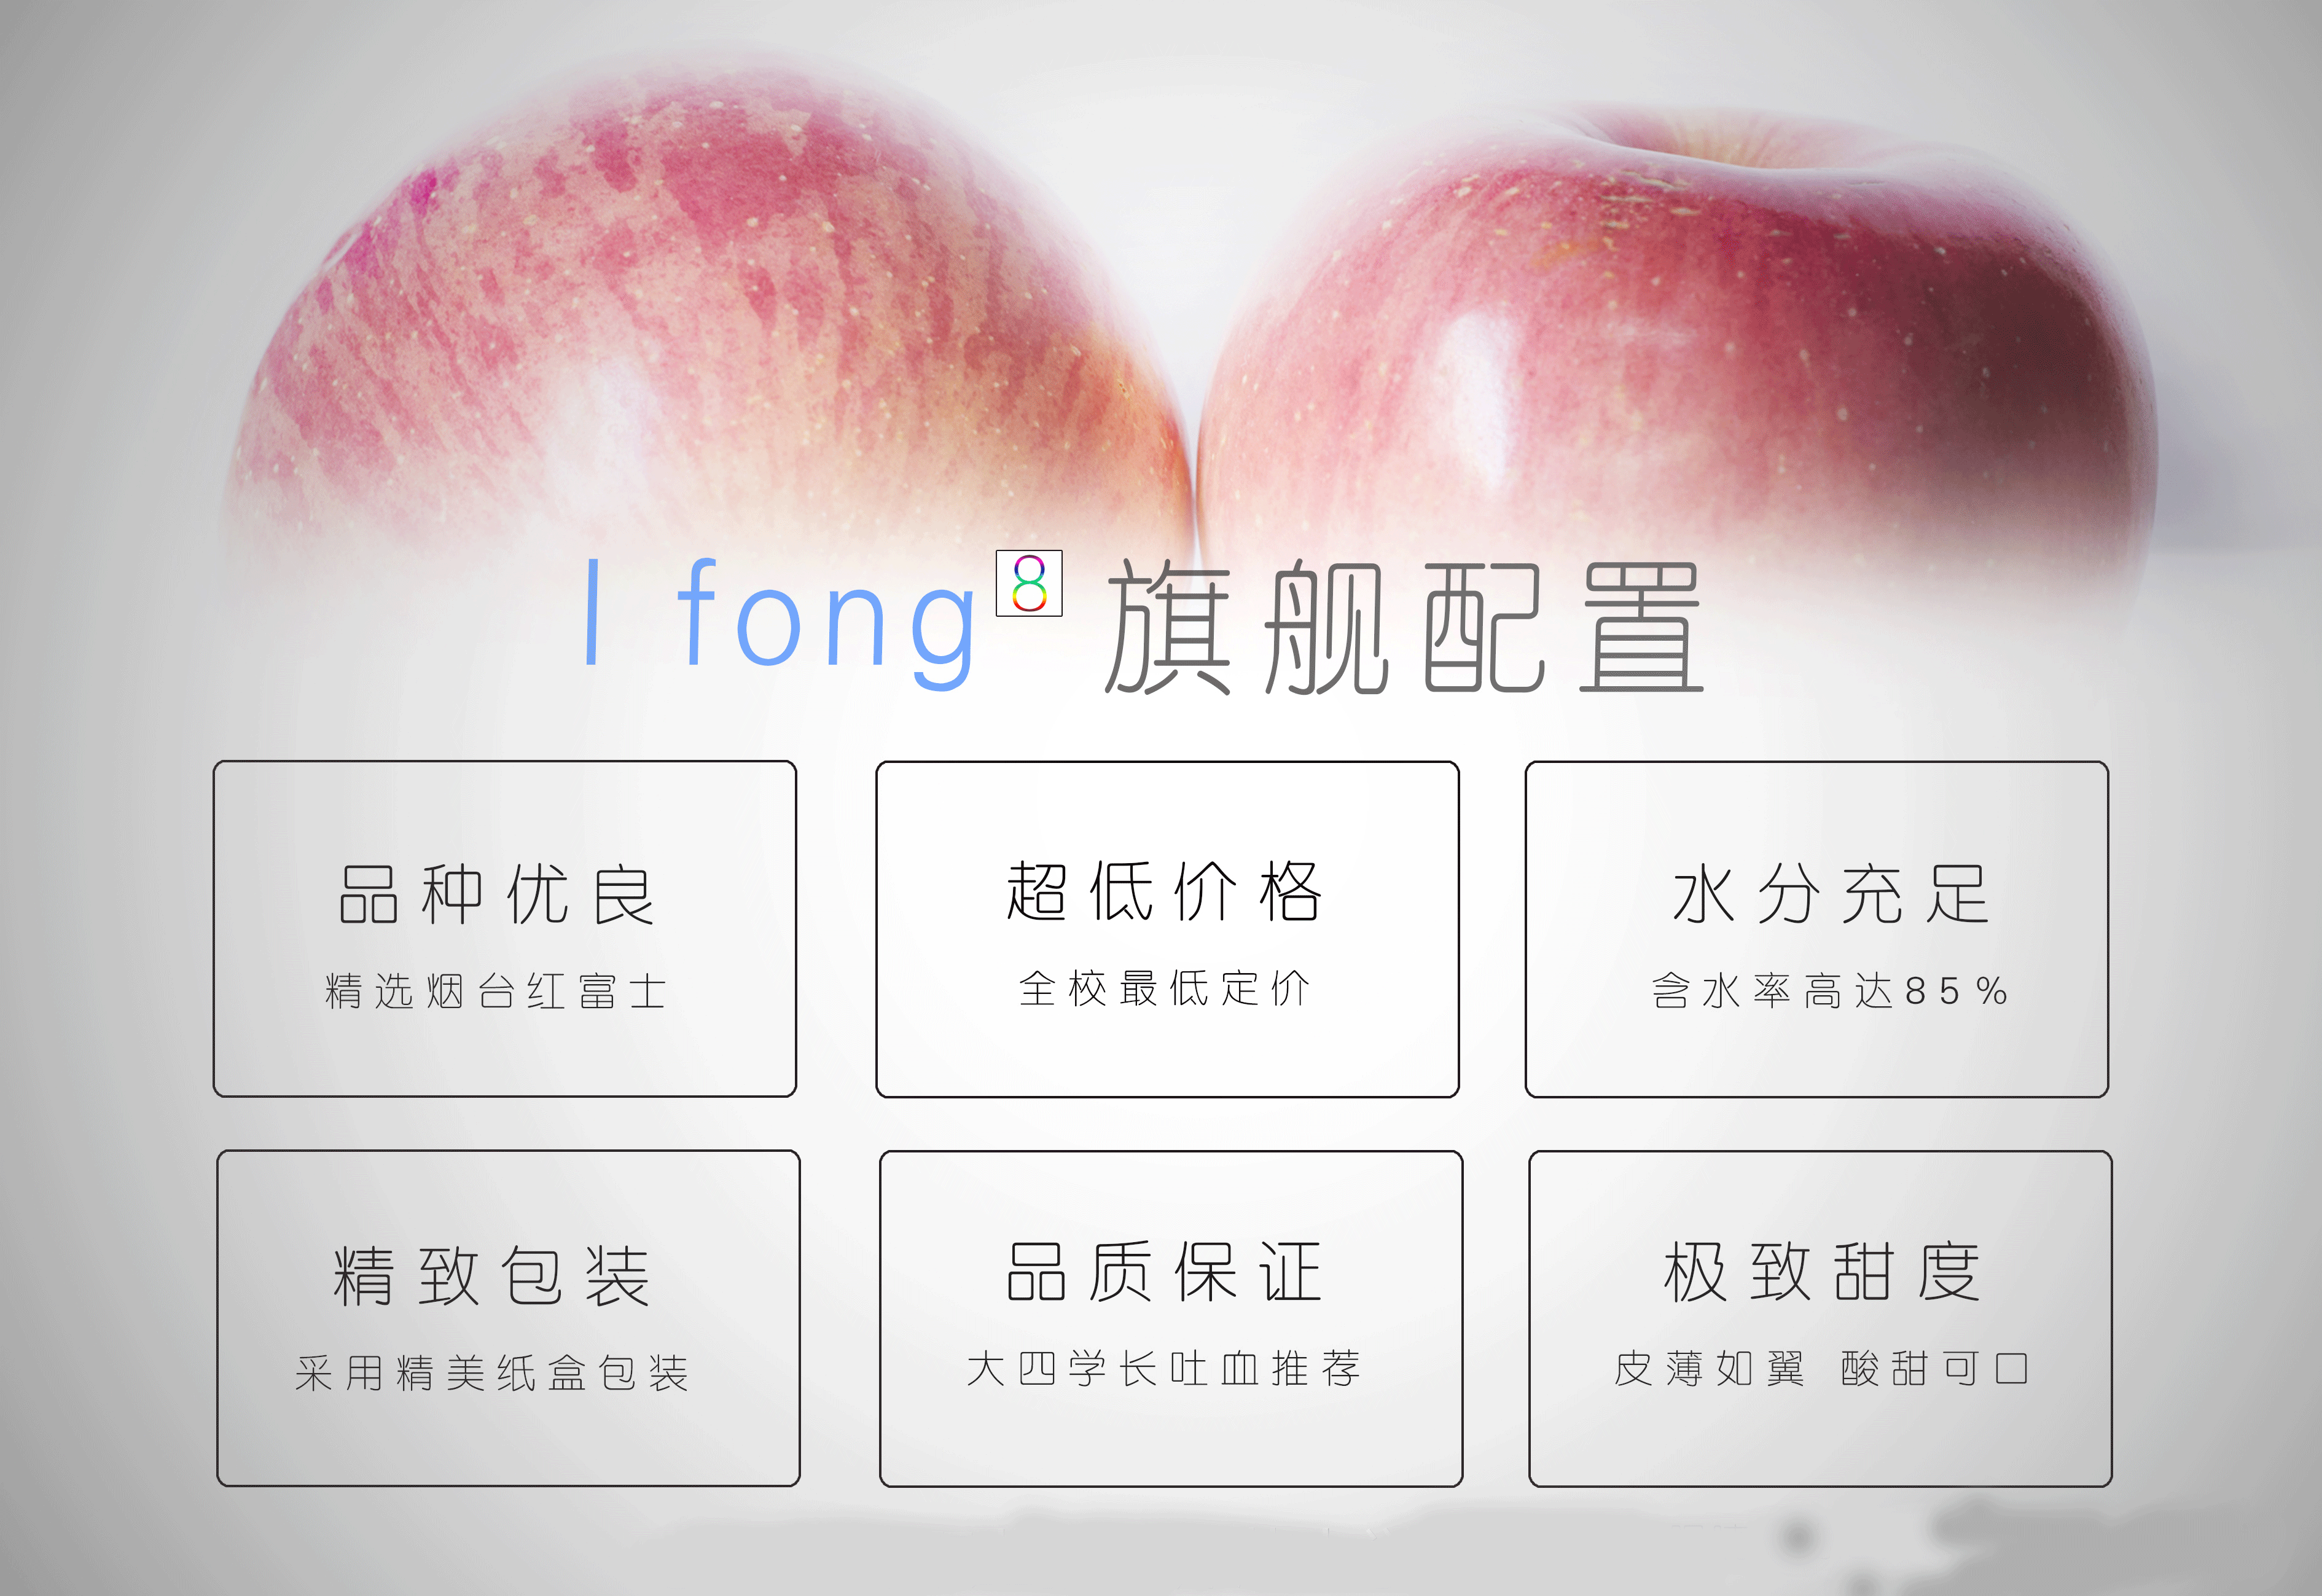 I fong 8 旗舰配置
品种优良
精选烟台红富士
超低价格
全校最低定价
水分充足
含水率高达85%
精致包装
采用精美纸盒包装
品质保证
大四学长吐血推荐
极致甜度
皮薄如翼 酸甜可口